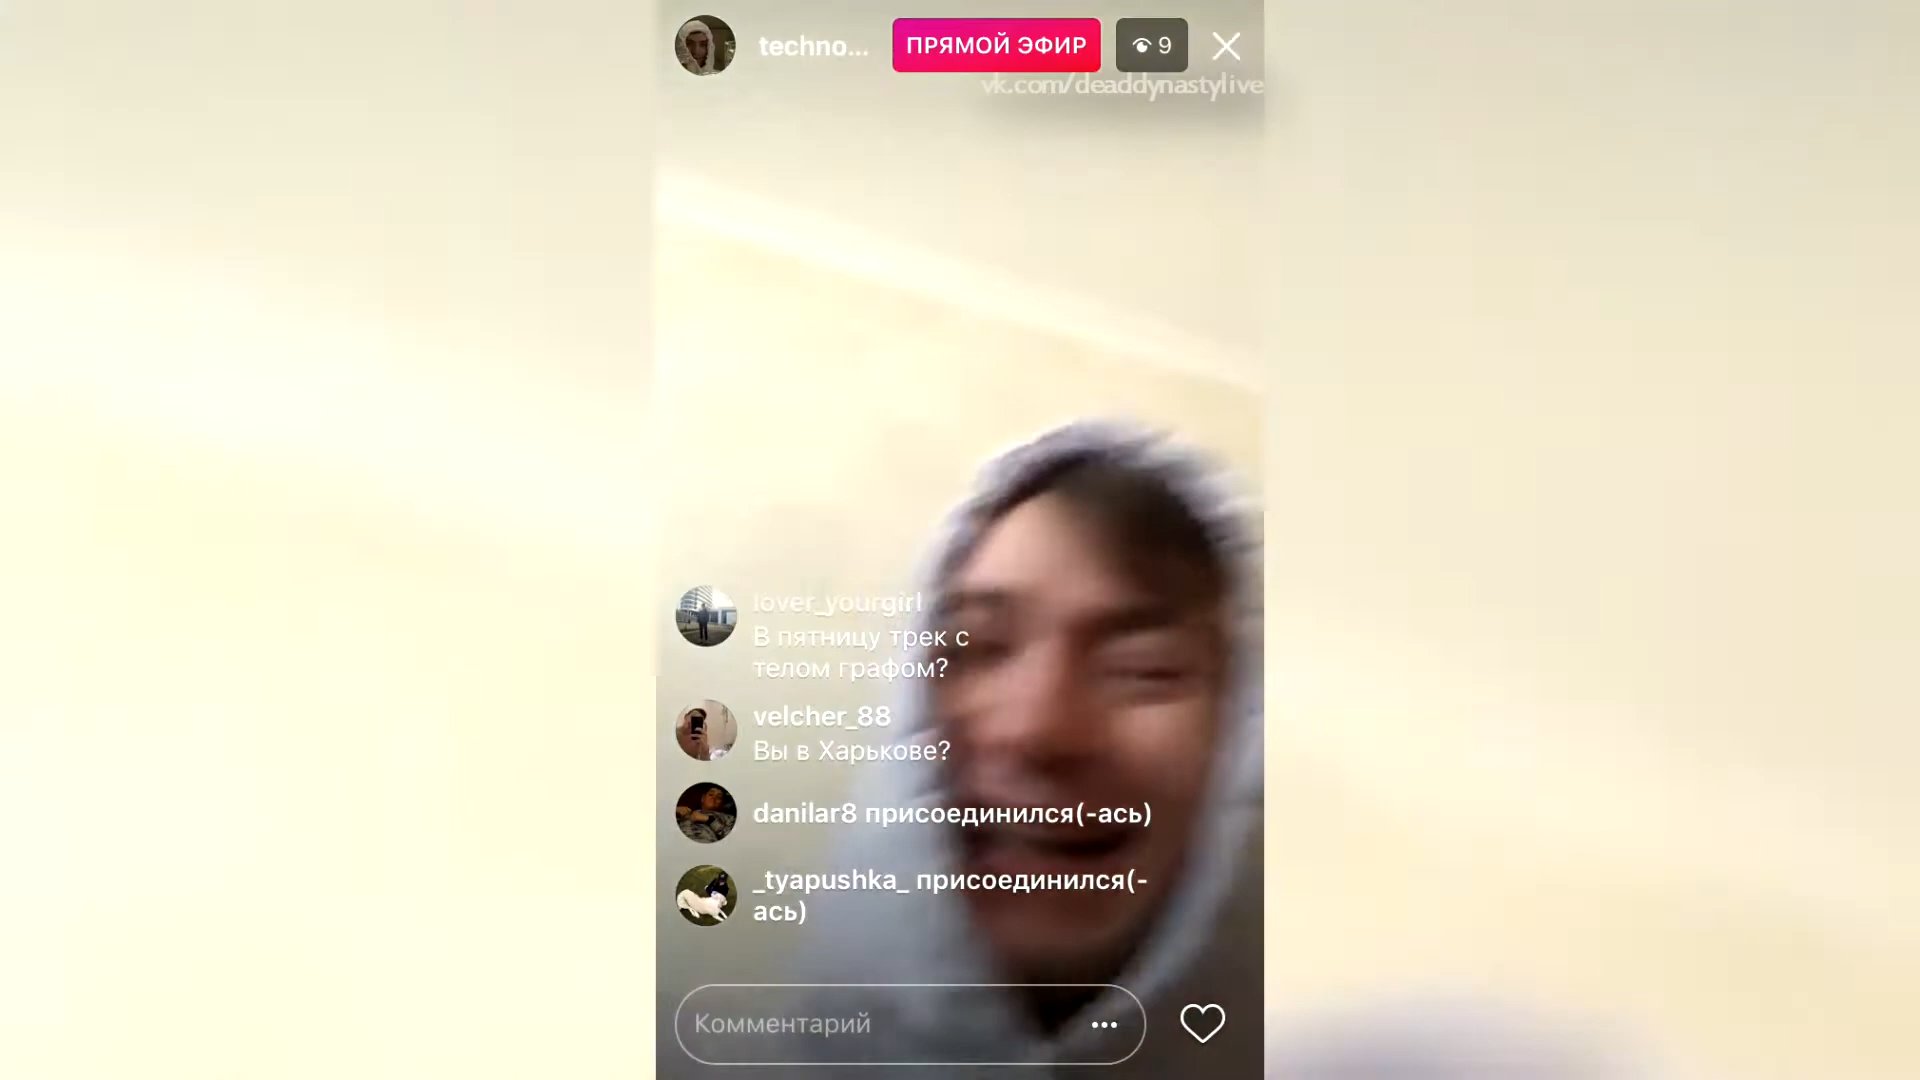 techno...
ПРЯМОЙ ЭФИР
9
vk.com/deaddynastylive
lover_yourgirl
В пятницу трек с
телом графом?
velcher_88
Вы в Харькове?
danilar8 присоединился(-ась)
_tyapushka_ присоединился(-
ась)
Комментарий